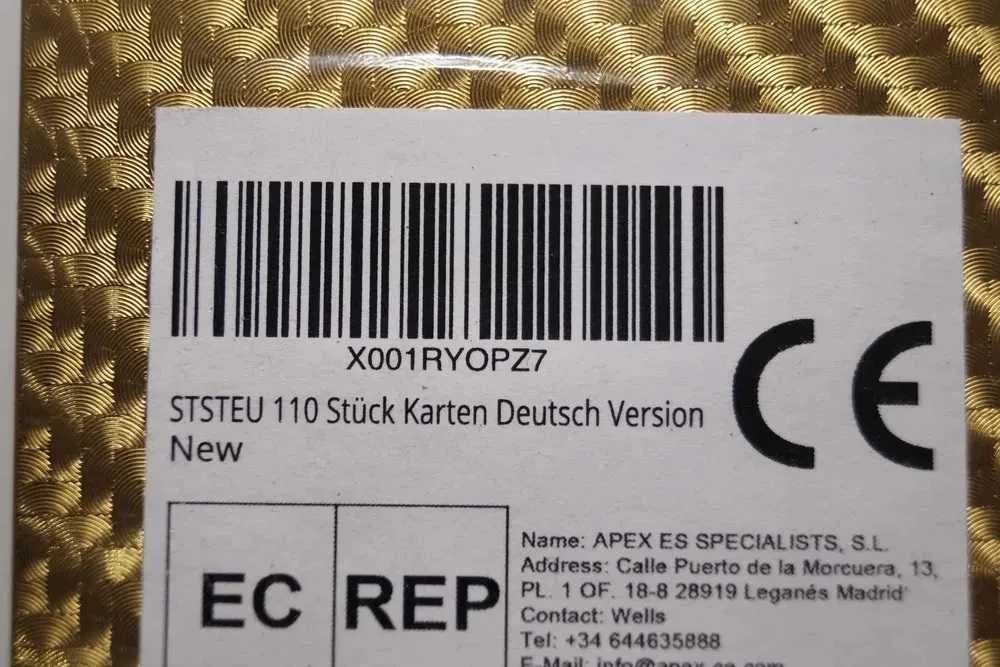 X001RYOPZ7
STSTEU 110 Stück Karten Deutsch Version
New
CE
EC REP
Name: APEX ES SPECIALISTS, S.L.
Address: Calle Puerto de la Morcuera, 13,
PL. 1 OF. 18-8 28919 Leganés Madrid
Contact: Wells
Tel: +34 644635888
E-Mail: